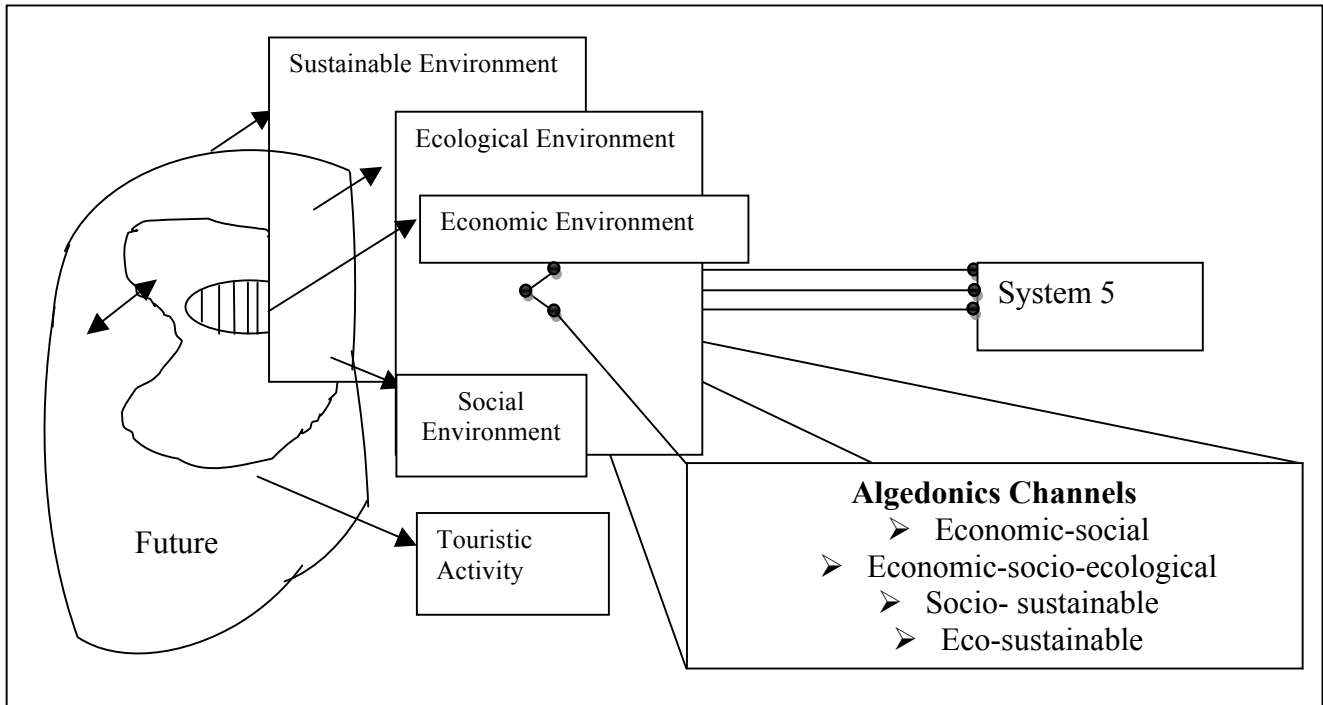 Sustainable Environment
Ecological Environment
Economic Environment
System 5
Social
Environment
Future
Touristic
Activity
Algedonics Channels
➢ Economic-social
➢ Economic-socio-ecological
➢ Socio- sustainable
➢ Eco-sustainable